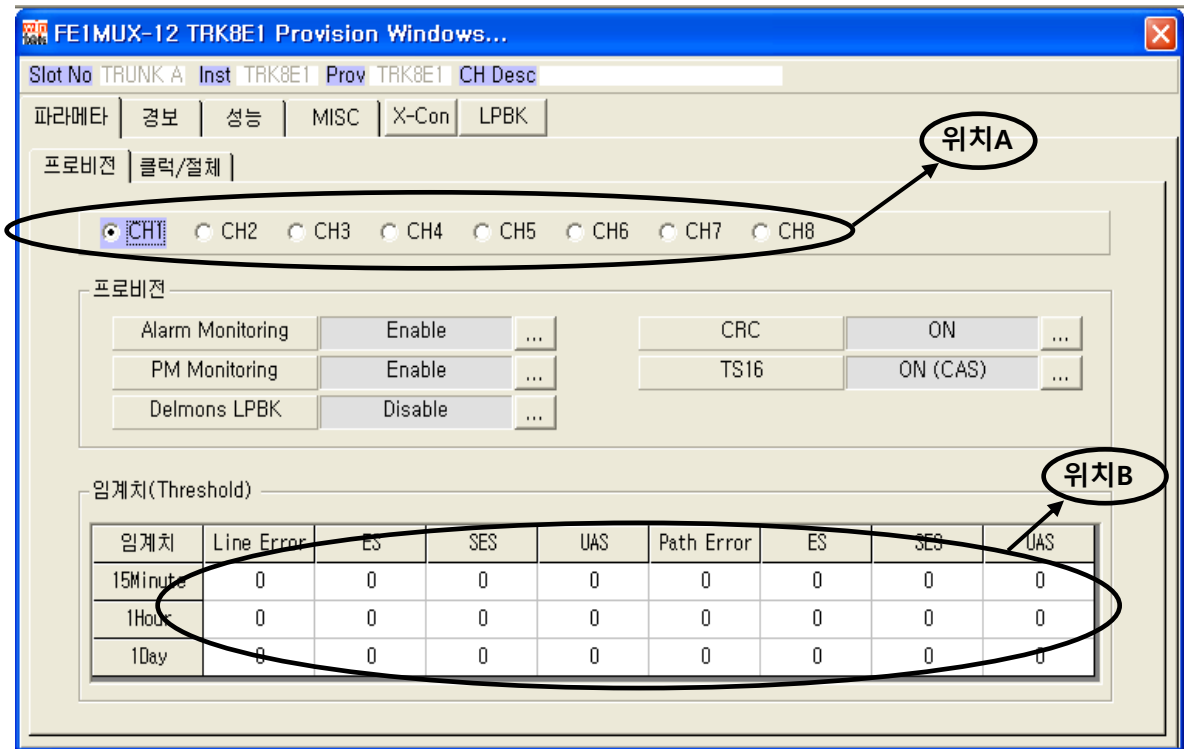 FE1MUX-12 TRK8E1 Provision Windows...
Slot No TRUNK A Inst TRK8E1 Prov TRK8E1 CH Desc
파라메타 경보 성능 MISC X-Con LPBK
위치A
프로비전 클럭/절체
CH1 CH2 CH3 CH4 CH5 CH6 CH7 CH8
프로비전
Alarm Monitoring Enable ... CRC ON ...
PM Monitoring Enable ... TS16 ON (CAS) ...
Delmons LPBK Disable ...
위치B
임계치(Threshold)
임계치 Line Error ES SES UAS Path Error ES SES UAS
15Minute 0 0 0 0 0 0 0 0
1Hour 0 0 0 0 0 0 0 0
1Day 0 0 0 0 0 0 0 0